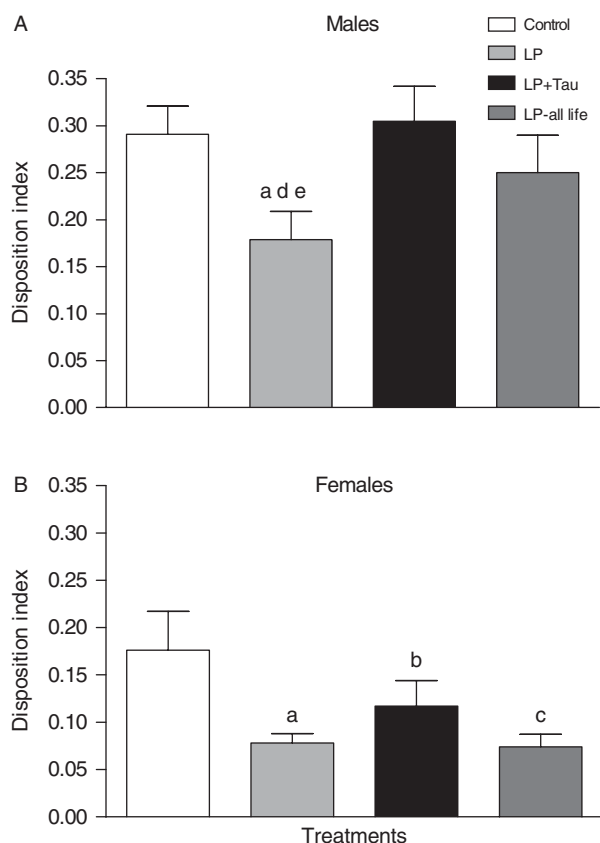 A
Males
Control
LP
LP+Tau
LP-all life
Disposition index
0.35
0.30
0.25
0.20
0.15
0.10
0.05
0.00
a d e
B
Females
Disposition index
0.35
0.30
0.25
0.20
0.15
0.10
0.05
0.00
a
b
c
Treatments